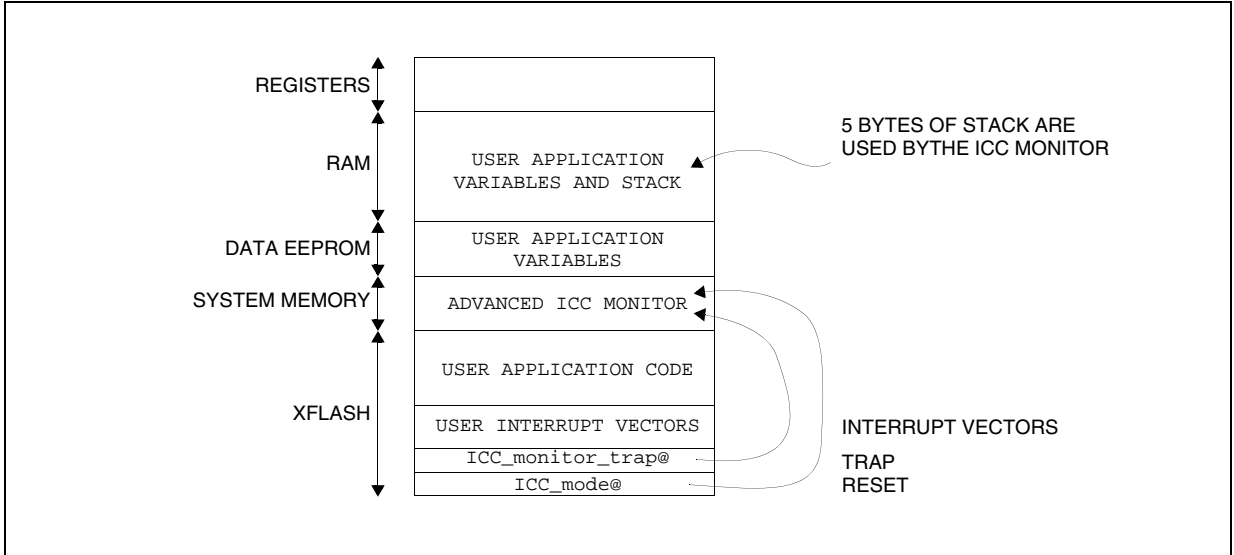 REGISTERS
RAM
USER APPLICATION
VARIABLES AND STACK
5 BYTES OF STACK ARE
USED BYTHE ICC MONITOR
DATA EEPROM
USER APPLICATION
VARIABLES
SYSTEM MEMORY
ADVANCED ICC MONITOR
XFLASH
USER APPLICATION CODE
USER INTERRUPT VECTORS
ICC_monitor_trap@
ICC_mode@
INTERRUPT VECTORS
TRAP
RESET